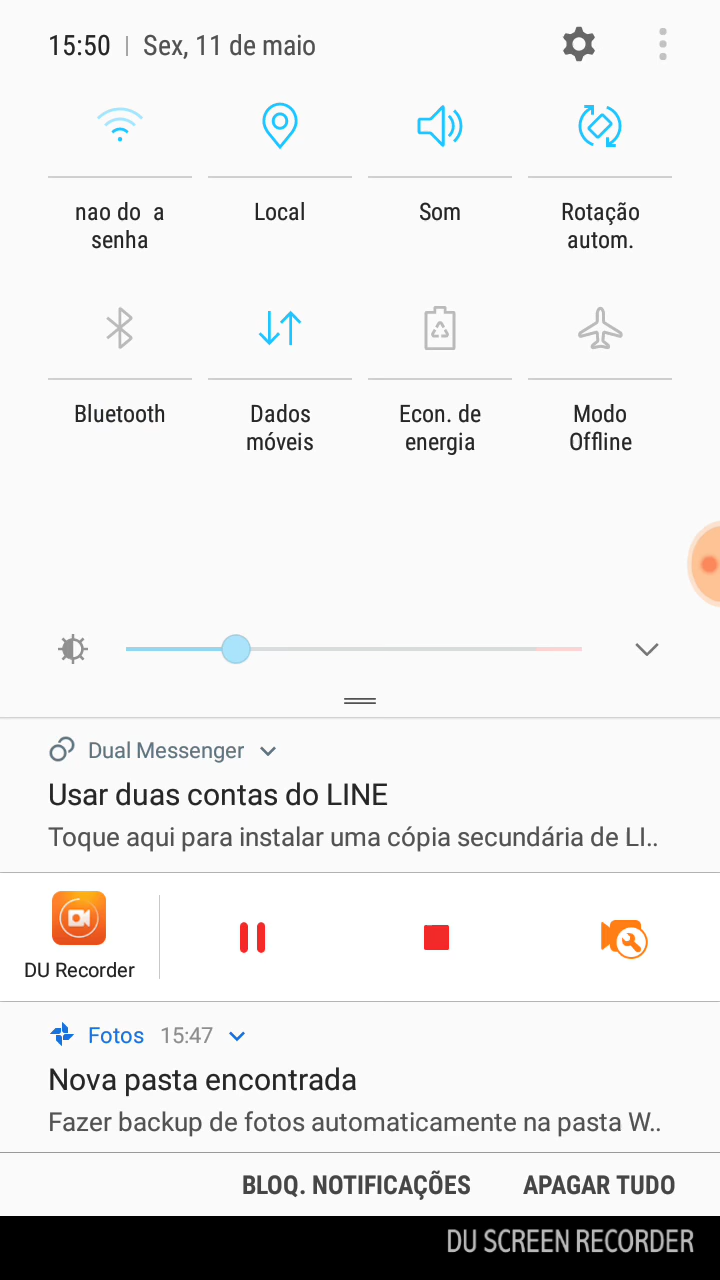 15:50 | Sex, 11 de maio
nao do  a
senha
Local
Som
Rotação
autom.
Bluetooth
Dados
móveis
Econ. de
energia
Modo
Offline
Dual Messenger
Usar duas contas do LINE
Toque aqui para instalar uma cópia secundária de LI..
DU Recorder
Fotos 15:47
Nova pasta encontrada
Fazer backup de fotos automaticamente na pasta W..
BLOQ. NOTIFICAÇÕES APAGAR TUDO
DU SCREEN RECORDER